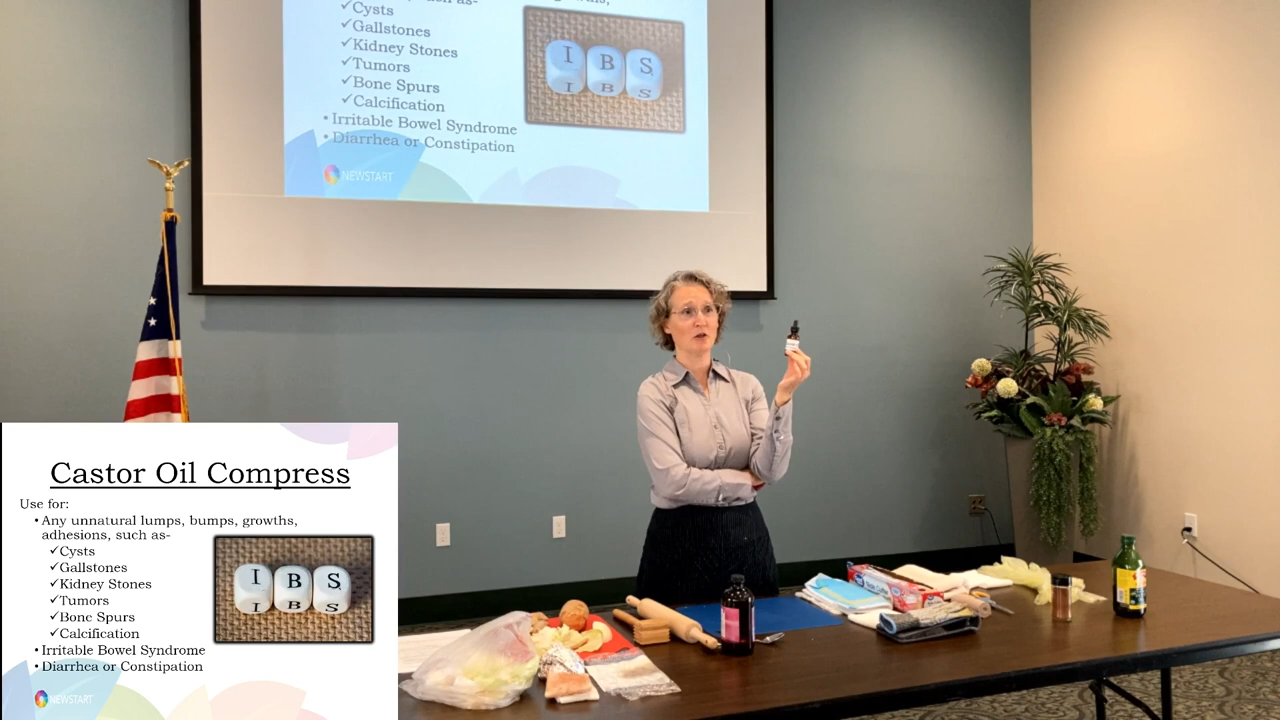 such as-
✓Cysts
✓Gallstones
✓Kidney Stones
✓Tumors
✓Bone Spurs
✓Calcification
• Irritable Bowel Syndrome
• Diarrhea or Constipation
I B S
I B S
NEWSTART
Castor Oil Compress
Use for:
• Any unnatural lumps, bumps, growths,
adhesions, such as-
✓Cysts
✓Gallstones
✓Kidney Stones
✓Tumors
✓Bone Spurs
✓Calcification
• Irritable Bowel Syndrome
• Diarrhea or Constipation
I B S
I B S
NEWSTART